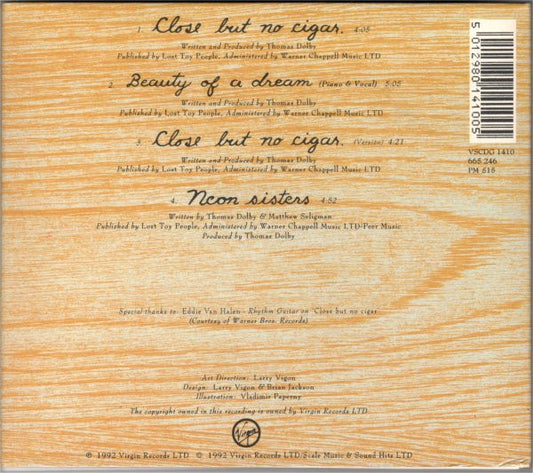 1. Close but no cigar. 4:05
Written and Produced by Thomas Dolby
Published by Lost Toy People, Administered by Warner Chappell Music LTD
2. Beauty of a dream (Piano & Vocal) 5:05
Written and Produced by Thomas Dolby
Published by Lost Toy People, Administered by Warner Chappell Music LTD
3. Close but no cigar. (Version) 4:21
Written and Produced by Thomas Dolby
Published by Lost Toy People, Administered by Warner Chappell Music LTD
4. Neon sisters 4:52
Written by Thomas Dolby & Matthew Seligman
Published by Lost Toy People, Administered by Warner Chappell Music LTD-Peer Music
Produced by Thomas Dolby
5 012980 141005
VSCDG 1410
665 246
PM 515
Special thanks to: Eddie Van Halen - Rhythm Guitar on Close but no cigar
(Courtesy of Warner Bros. Records)
Art Direction: Larry Vigon
Design: Larry Vigon & Brian Jackson
Illustration: Vladimir Paperny
The copyright owned in this recording is owned by Virgin Records LTD
Virgin
℗ 1992 Virgin Records LTD © 1992 Virgin Records LTD/Scale Music & Sound Hits LTD